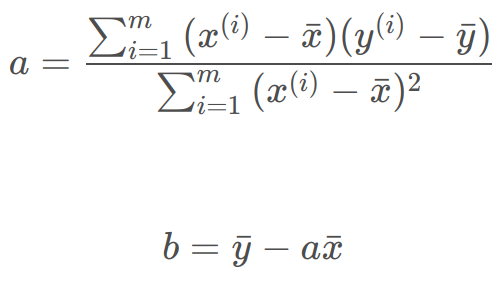 a = \frac{\sum_{i=1}^{m} (x^{(i)} - \bar{x})(y^{(i)} - \bar{y})}{\sum_{i=1}^{m} (x^{(i)} - \bar{x})^2}
b = \bar{y} - a\bar{x}